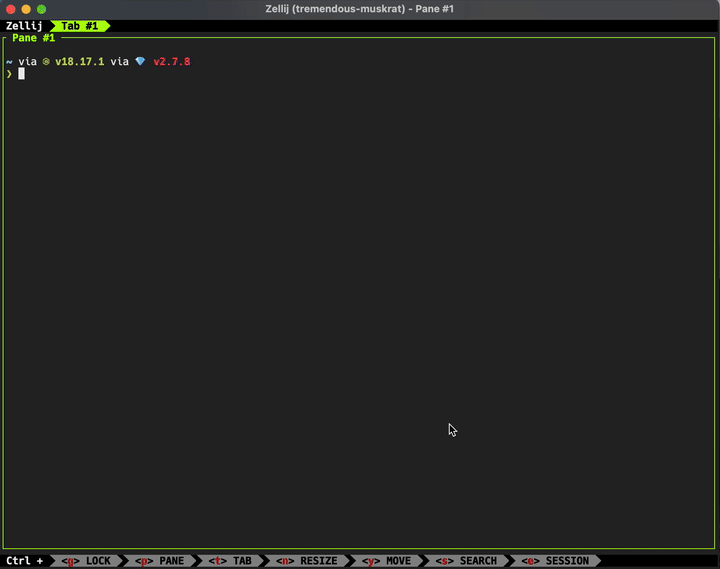 Zellij (tremendous-muskrat) - Pane #1
Zellij Tab #1
Pane #1
~ via v18.17.1 via 💎 v2.7.8
❯
Ctrl + <g> LOCK <p> PANE <t> TAB <n> RESIZE <y> MOVE <s> SEARCH <e> SESSION